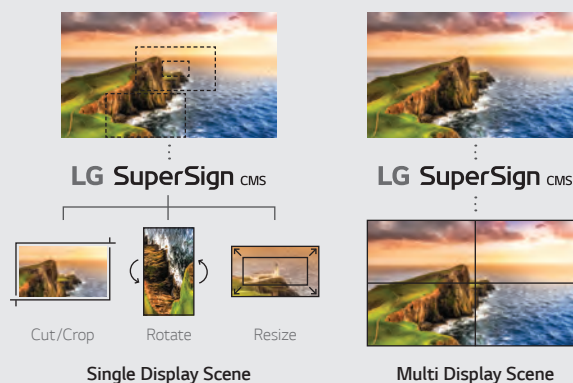 LG SuperSign CMS
Cut/Crop
Rotate
Resize
Single Display Scene
LG SuperSign CMS
Multi Display Scene